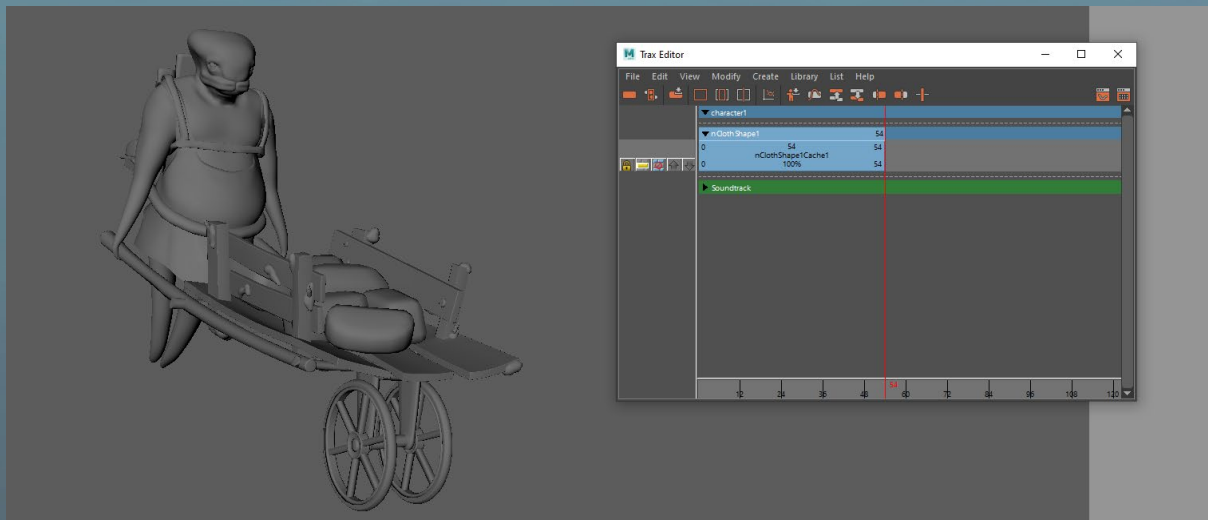 M Trax Editor
File Edit View Modify Create Library List Help
character1
nClothShape1 54
0 54 54
nClothShape1Cache1
0 100% 54
Soundtrack
54
12 24 36 48 60 72 84 96 108 120